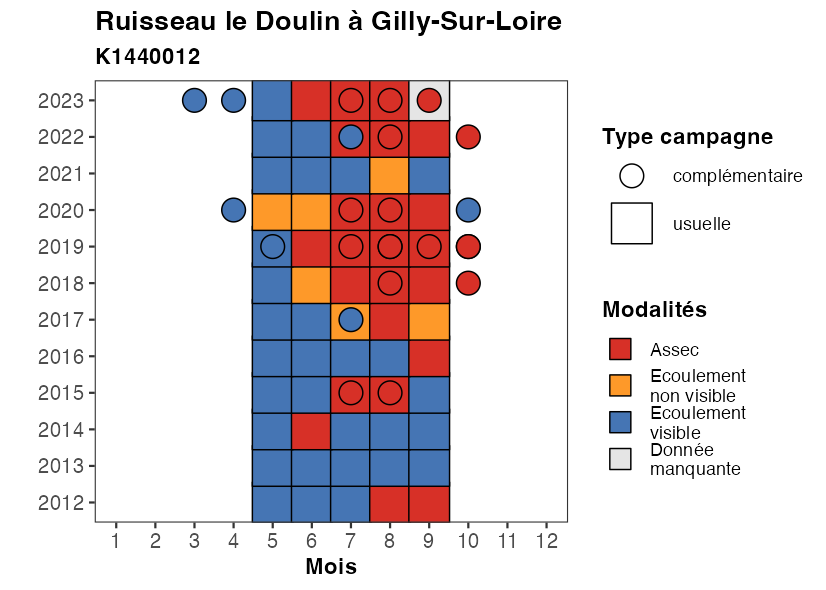 Ruisseau le Doulin à Gilly-Sur-Loire
K1440012
2023
2022
2021
2020
2019
2018
2017
2016
2015
2014
2013
2012
1 2 3 4 5 6 7 8 9 10 11 12
Mois
Type campagne
complémentaire
usuelle
Modalités
Assec
Ecoulement
non visible
Ecoulement
visible
Donnée
manquante